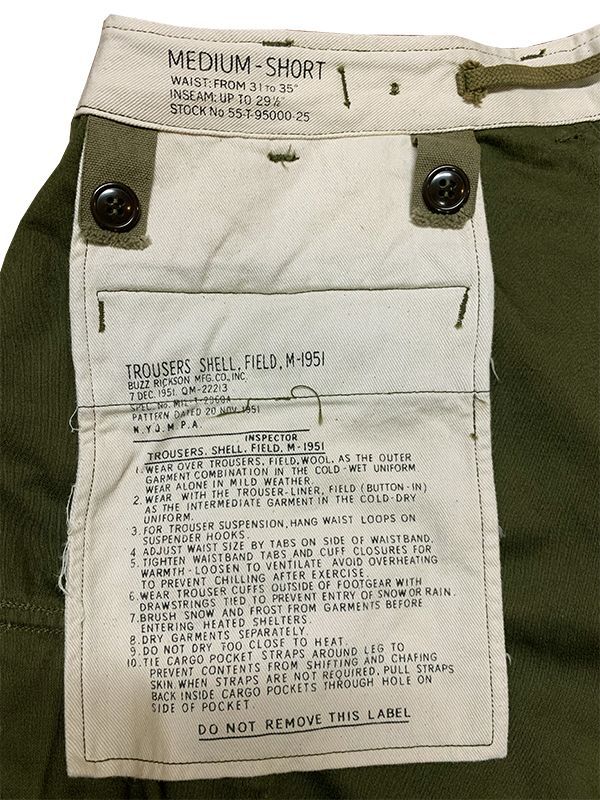 MEDIUM-SHORT
WAIST: FROM 31 to 35"
INSEAM: UP TO 29½"
STOCK No 55-T-95000-25
TROUSERS SHELL, FIELD, M-1951
BUZZ RICKSON MFG. CO., INC.
7 DEC. 1951. QM-22213
SPEC. No. MIL-T-2960A
PATTERN DATED 20 NOV. 1951
N.Y.Q.M.P.A.
INSPECTOR
TROUSERS, SHELL, FIELD, M-1951
1. WEAR OVER TROUSERS, FIELD, WOOL, AS THE OUTER
GARMENT COMBINATION IN THE COLD-WET UNIFORM
WEAR ALONE IN MILD WEATHER.
2. WEAR WITH THE TROUSER-LINER, FIELD (BUTTON-IN)
AS THE INTERMEDIATE GARMENT IN THE COLD-DRY
UNIFORM.
3. FOR TROUSER SUSPENSION, HANG WAIST LOOPS ON
SUSPENDER HOOKS.
4 ADJUST WAIST SIZE BY TABS ON SIDE OF WAISTBAND.
5. TIGHTEN WAISTBAND TABS AND CUFF CLOSURES FOR
WARMTH-LOOSEN TO VENTILATE AVOID OVERHEATING
TO PREVENT CHILLING AFTER EXERCISE.
6. WEAR TROUSER CUFFS OUTSIDE OF FOOTGEAR WITH
DRAWSTRINGS TIED TO PREVENT ENTRY OF SNOW OR RAIN.
7. BRUSH SNOW AND FROST FROM GARMENTS BEFORE
ENTERING HEATED SHELTERS.
8. DRY GARMENTS SEPARATELY.
9. DO NOT DRY TOO CLOSE TO HEAT.
10. TIE CARGO POCKET STRAPS AROUND LEG TO
PREVENT CONTENTS FROM SHIFTING AND CHAFING
SKIN. WHEN STRAPS ARE NOT REQUIRED, PULL STRAPS
BACK INSIDE CARGO POCKETS THROUGH HOLE ON
SIDE OF POCKET.
DO NOT REMOVE THIS LABEL